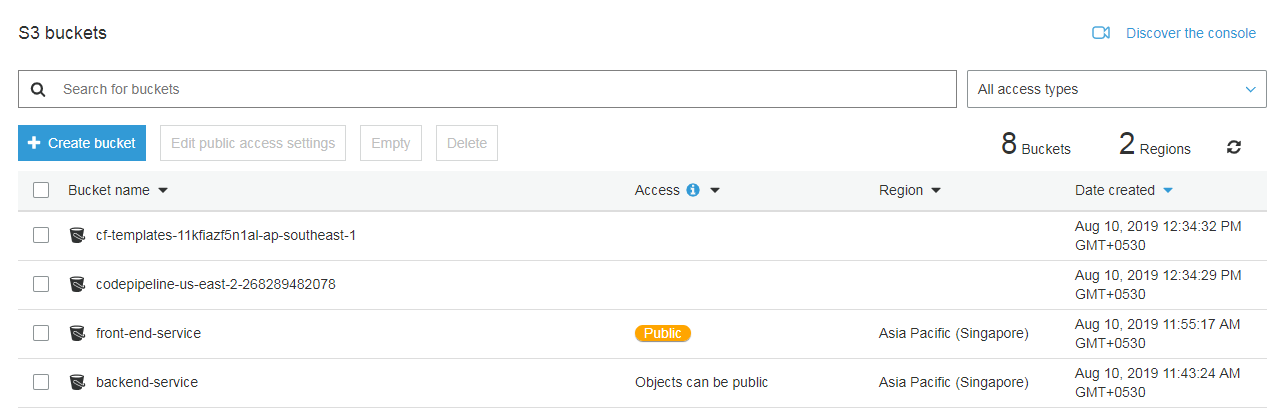 S3 buckets
Discover the console
Search for buckets
All access types
Create bucket
Edit public access settings
Empty
Delete
8 Buckets
2 Regions
Bucket name
Access
Region
Date created
cf-templates-11kfiazf5n1al-ap-southeast-1
Aug 10, 2019 12:34:32 PM
GMT+0530
codepipeline-us-east-2-268289482078
Aug 10, 2019 12:34:29 PM
GMT+0530
front-end-service
Public
Asia Pacific (Singapore)
Aug 10, 2019 11:55:17 AM
GMT+0530
backend-service
Objects can be public
Asia Pacific (Singapore)
Aug 10, 2019 11:43:24 AM
GMT+0530